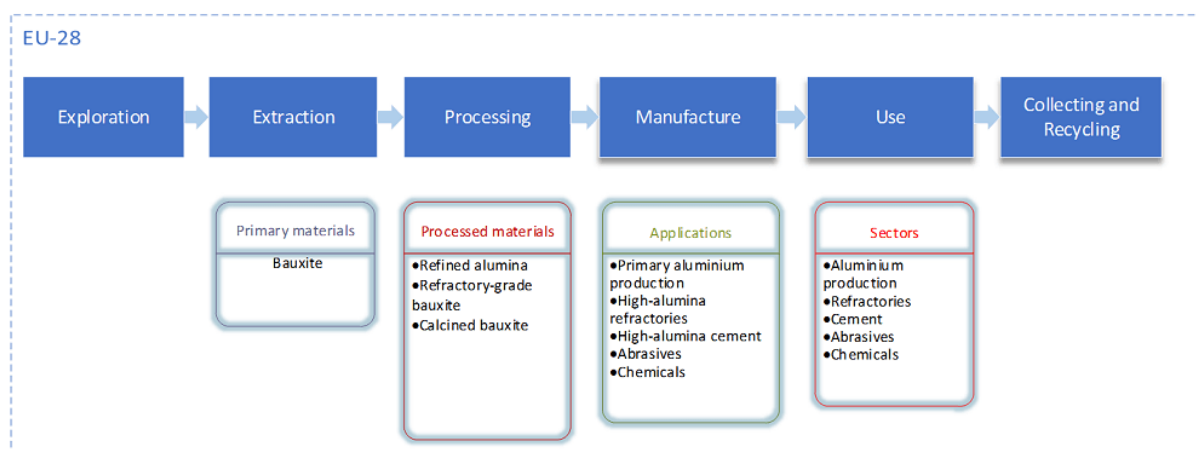 EU-28
Exploration
Extraction
Processing
Manufacture
Use
Collecting and
Recycling
Primary materials
Bauxite
Processed materials
●Refined alumina
●Refractory-grade
bauxite
●Calcined bauxite
Applications
●Primary aluminium
production
●High-alumina
refractories
●High-alumina cement
●Abrasives
●Chemicals
Sectors
●Aluminium
production
●Refractories
●Cement
●Abrasives
●Chemicals